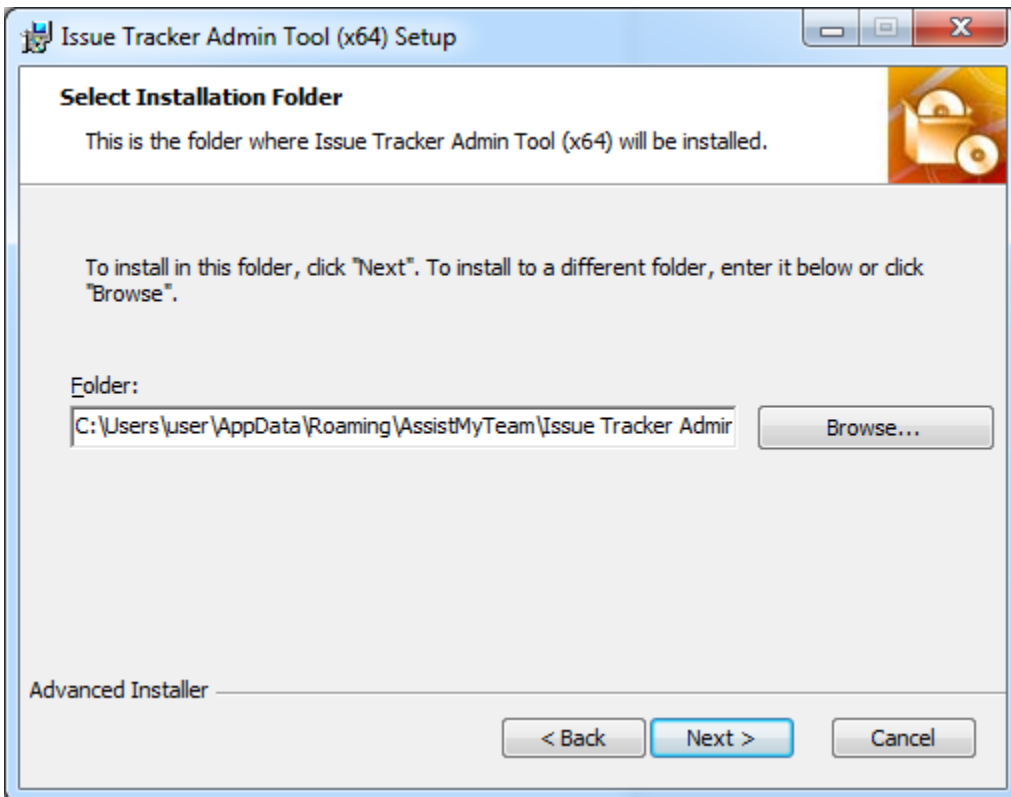 Issue Tracker Admin Tool (x64) Setup
Select Installation Folder
This is the folder where Issue Tracker Admin Tool (x64) will be installed.
To install in this folder, click "Next". To install to a different folder, enter it below or click
"Browse".
Folder:
C:\Users\user\AppData\Roaming\AssistMyTeam\Issue Tracker Admir
Browse...
Advanced Installer
< Back
Next >
Cancel